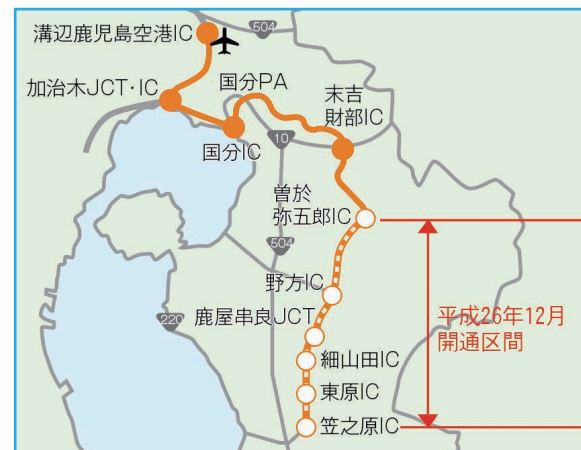 溝辺鹿児島空港IC
504
加治木JCT・IC
国分PA
末吉
財部IC
国分IC
10
曽於
弥五郎IC
504
野方IC
鹿屋串良JCT
220
平成26年12月
開通区間
細山田IC
東原IC
笠之原IC